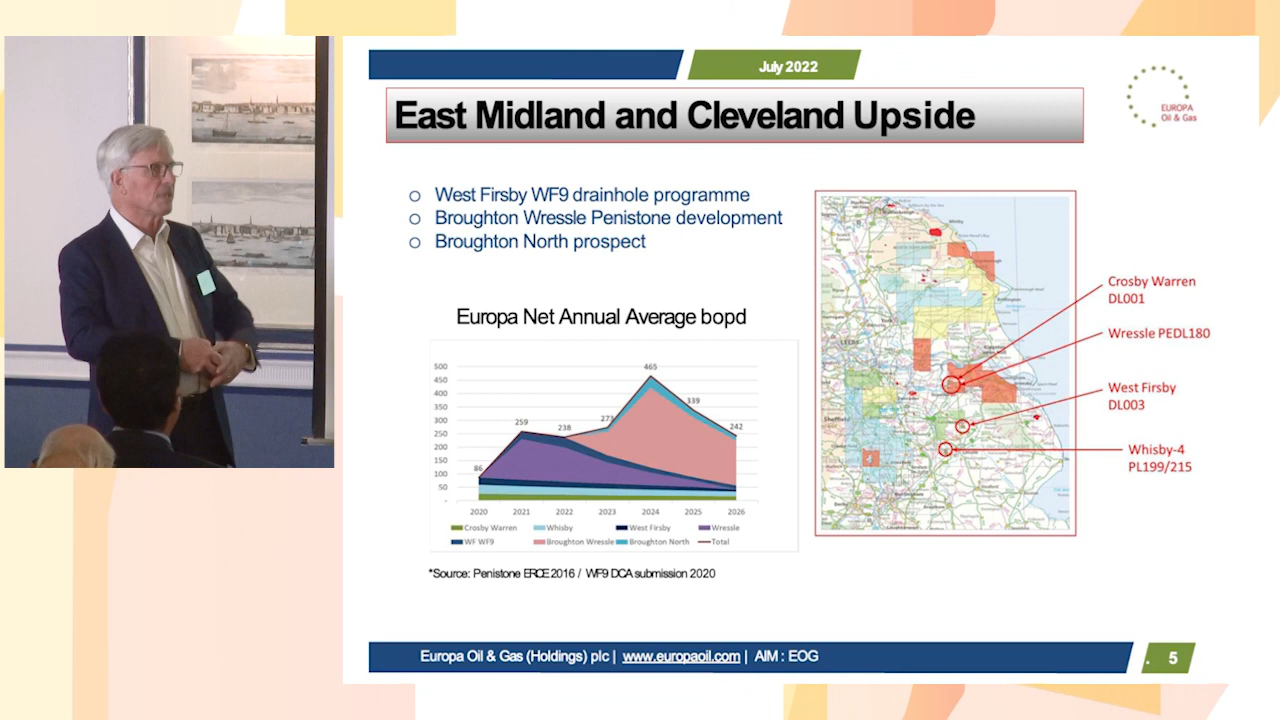 July 2022
EUROPA
Oil & Gas
East Midland and Cleveland Upside
o West Firsby WF9 drainhole programme
o Broughton Wressle Penistone development
o Broughton North prospect
Europa Net Annual Average bopd
500
450
400
350
300
250
200
150
100
50
-
86
259
238
273
465
339
242
2020 2021 2022 2023 2024 2025 2026
Crosby Warren Whisby West Firsby Wressle
WF WF9 Broughton Wressle Broughton North Total
*Source: Penistone ERCE 2016 / WF9 DCA submission 2020
LEEDS
Sheffield
Crosby Warren
DL001
Wressle PEDL180
West Firsby
DL003
Whisby-4
PL199/215
Europa Oil & Gas (Holdings) plc | www.europaoil.com | AIM : EOG
. 5